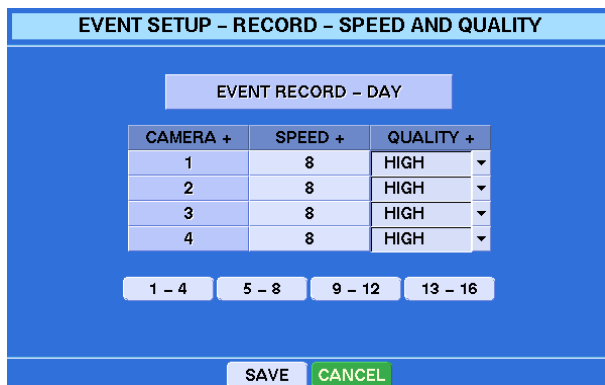 EVENT SETUP – RECORD – SPEED AND QUALITY
EVENT RECORD – DAY
CAMERA + SPEED + QUALITY +
1 8 HIGH
2 8 HIGH
3 8 HIGH
4 8 HIGH
1 – 4 5 – 8 9 – 12 13 – 16
SAVE CANCEL